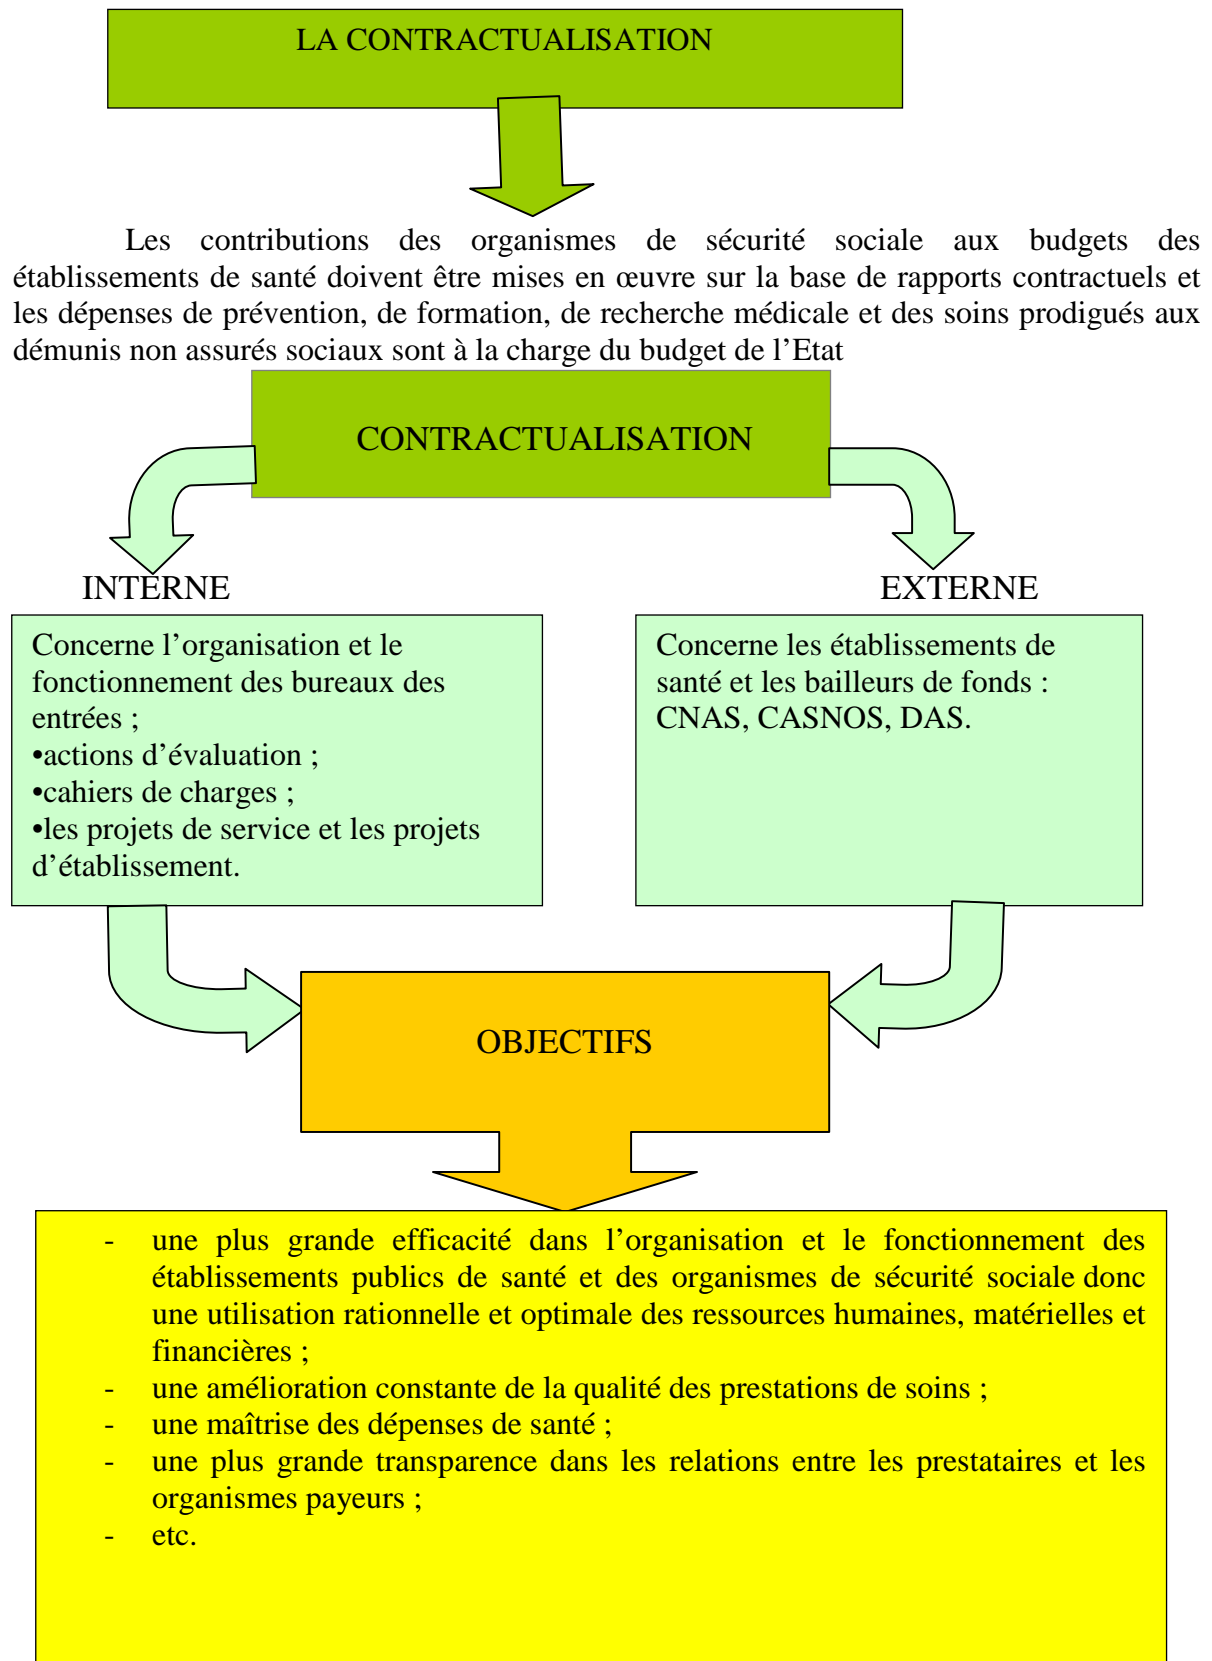 LA CONTRACTUALISATION
Les contributions des organismes de sécurité sociale aux budgets des
établissements de santé doivent être mises en œuvre sur la base de rapports contractuels et
les dépenses de prévention, de formation, de recherche médicale et des soins prodigués aux
démunis non assurés sociaux sont à la charge du budget de l’Etat
CONTRACTUALISATION
INTERNE
Concerne l’organisation et le
fonctionnement des bureaux des
entrées ;
•actions d’évaluation ;
•cahiers de charges ;
•les projets de service et les projets
d’établissement.
EXTERNE
Concerne les établissements de
santé et les bailleurs de fonds :
CNAS, CASNOS, DAS.
OBJECTIFS
- une plus grande efficacité dans l’organisation et le fonctionnement des
établissements publics de santé et des organismes de sécurité sociale donc
une utilisation rationnelle et optimale des ressources humaines, matérielles et
financières ;
- une amélioration constante de la qualité des prestations de soins ;
- une maîtrise des dépenses de santé ;
- une plus grande transparence dans les relations entre les prestataires et les
organismes payeurs ;
- etc.